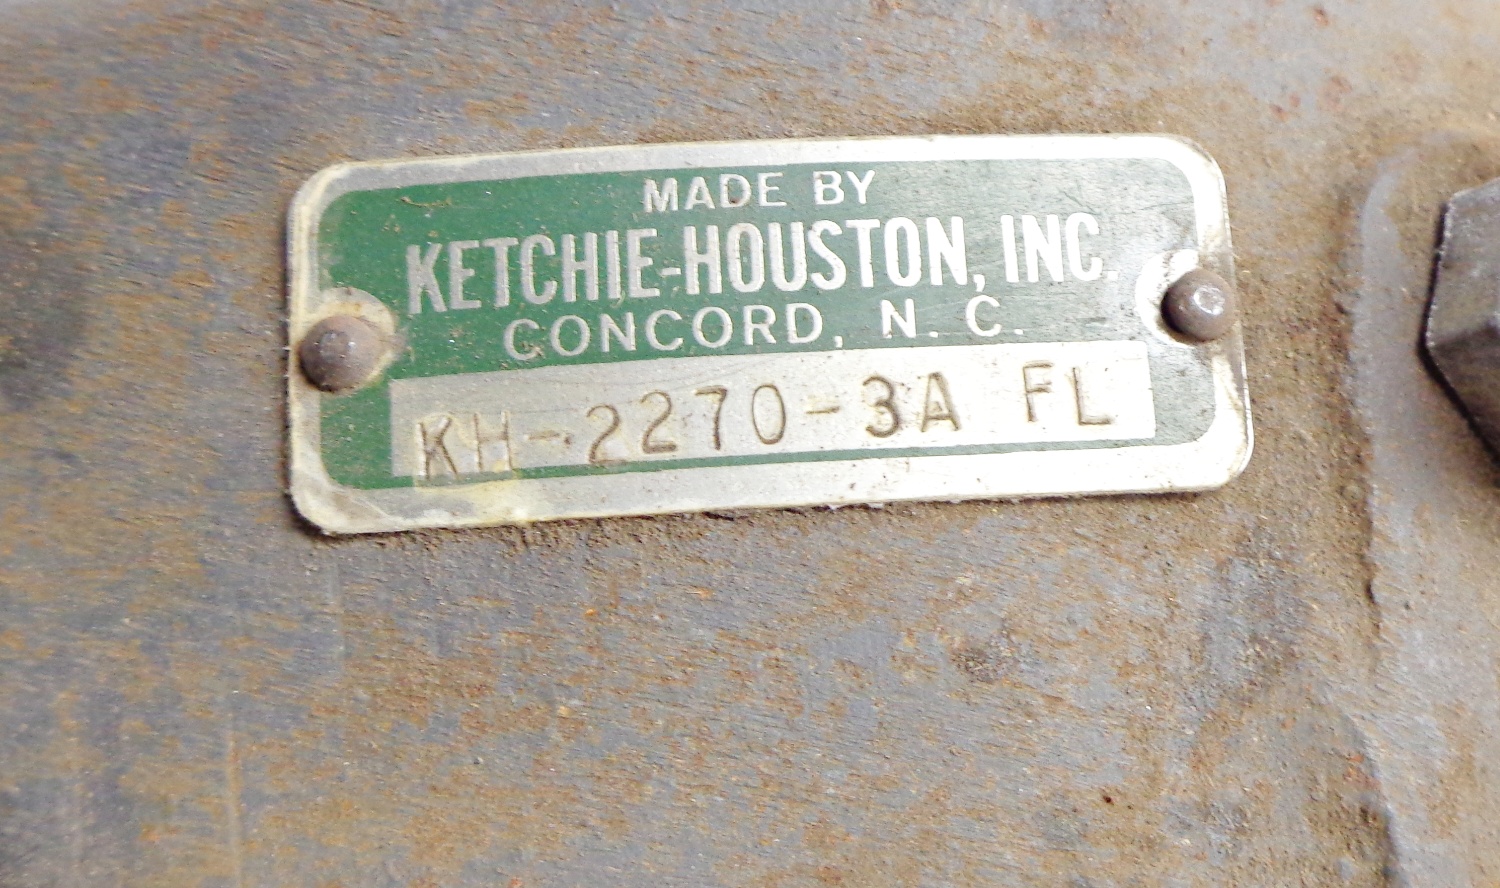 MADE BY
KETCHIE-HOUSTON, INC.
CONCORD, N. C.
KH-2270-3A FL